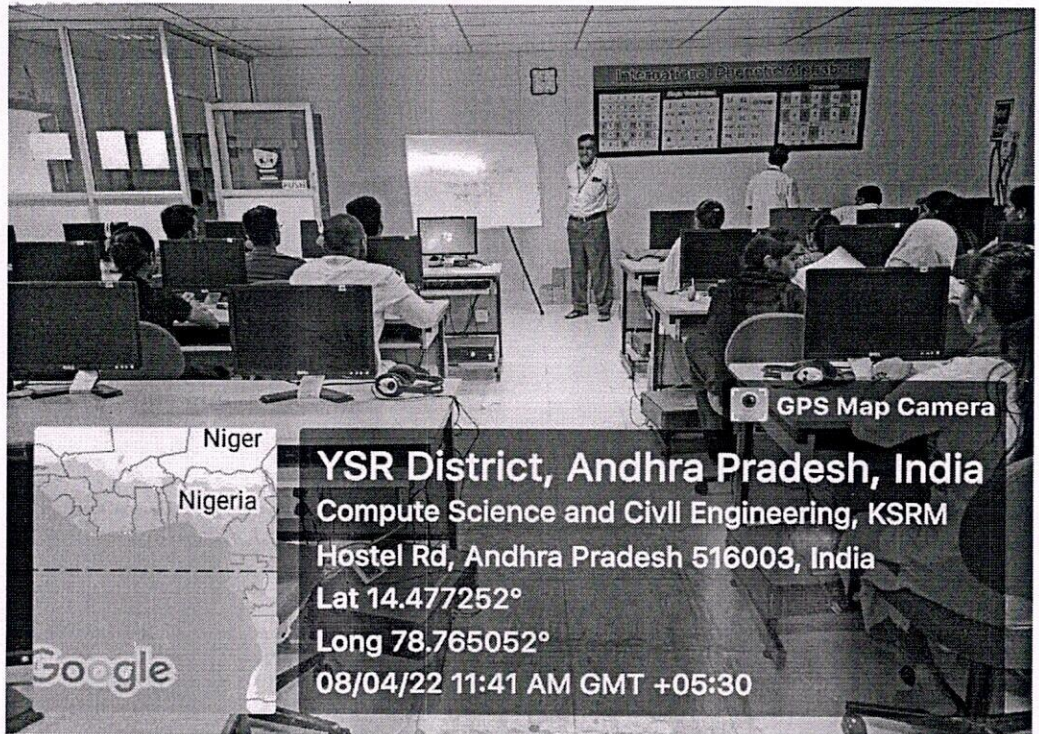 International Phonetic Alphabet
PUSH
GPS Map Camera
Niger
Nigeria
Google
YSR District, Andhra Pradesh, India
Compute Science and Civll Engineering, KSRM
Hostel Rd, Andhra Pradesh 516003, India
Lat 14.477252°
Long 78.765052°
08/04/22 11:41 AM GMT +05:30